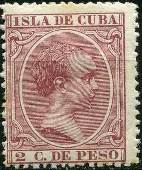 ISLA DE CUBA
2 C. DE PESO